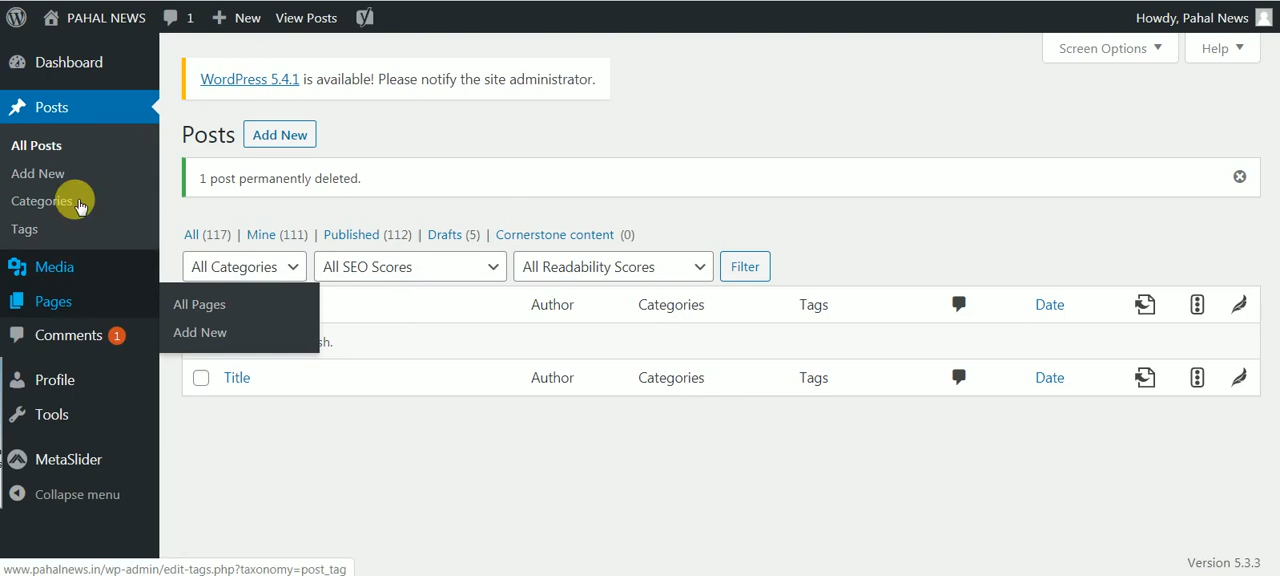 PAHAL NEWS 1 New View Posts Howdy, Pahal News
Screen Options Help
Dashboard
Posts
All Posts
Add New
Categories
Tags
Media
Pages
Comments 1
Profile
Tools
MetaSlider
Collapse menu
All Pages
Add New
WordPress 5.4.1 is available! Please notify the site administrator.
Posts Add New
1 post permanently deleted.
All (117) | Mine (111) | Published (112) | Drafts (5) | Cornerstone content (0)
All Categories All SEO Scores All Readability Scores Filter
Author Categories Tags Date
sh.
Title Author Categories Tags Date
Version 5.3.3
www.pahalnews.in/wp-admin/edit-tags.php?taxonomy=post_tag